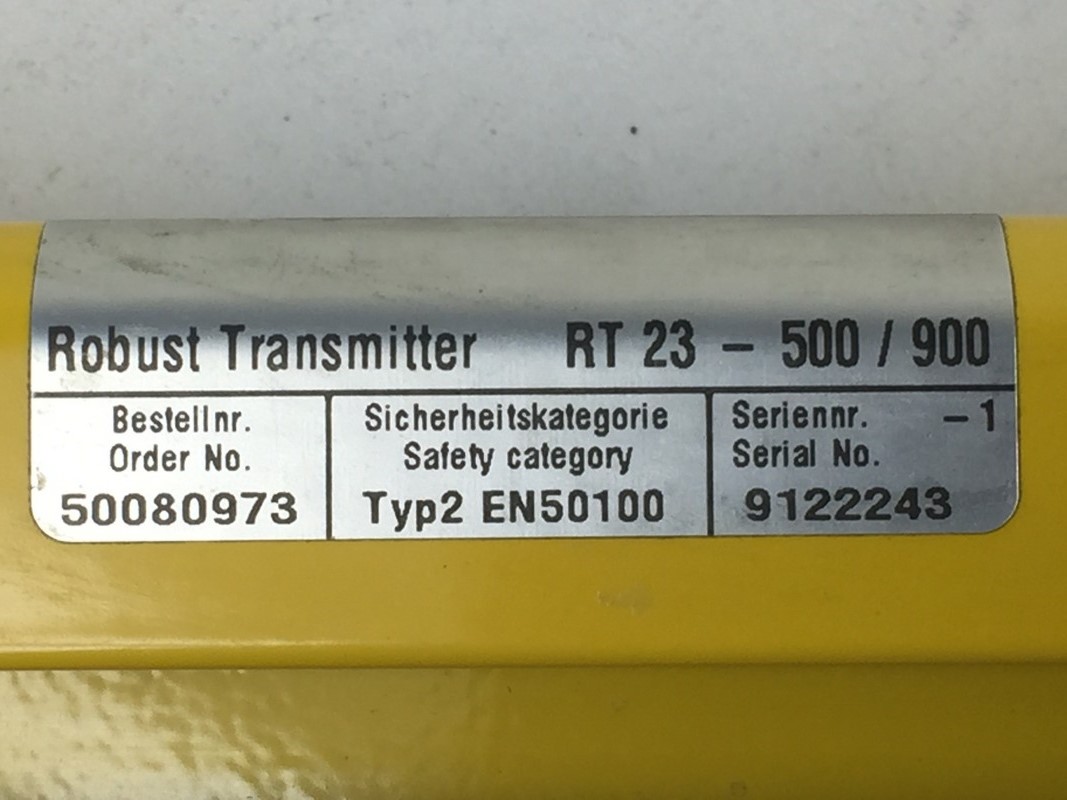 Robust Transmitter RT 23 – 500 / 900
Bestellnr.
Order No.
50080973
Sicherheitskategorie
Safety category
Typ2 EN50100
Seriennr. – 1
Serial No.
9122243